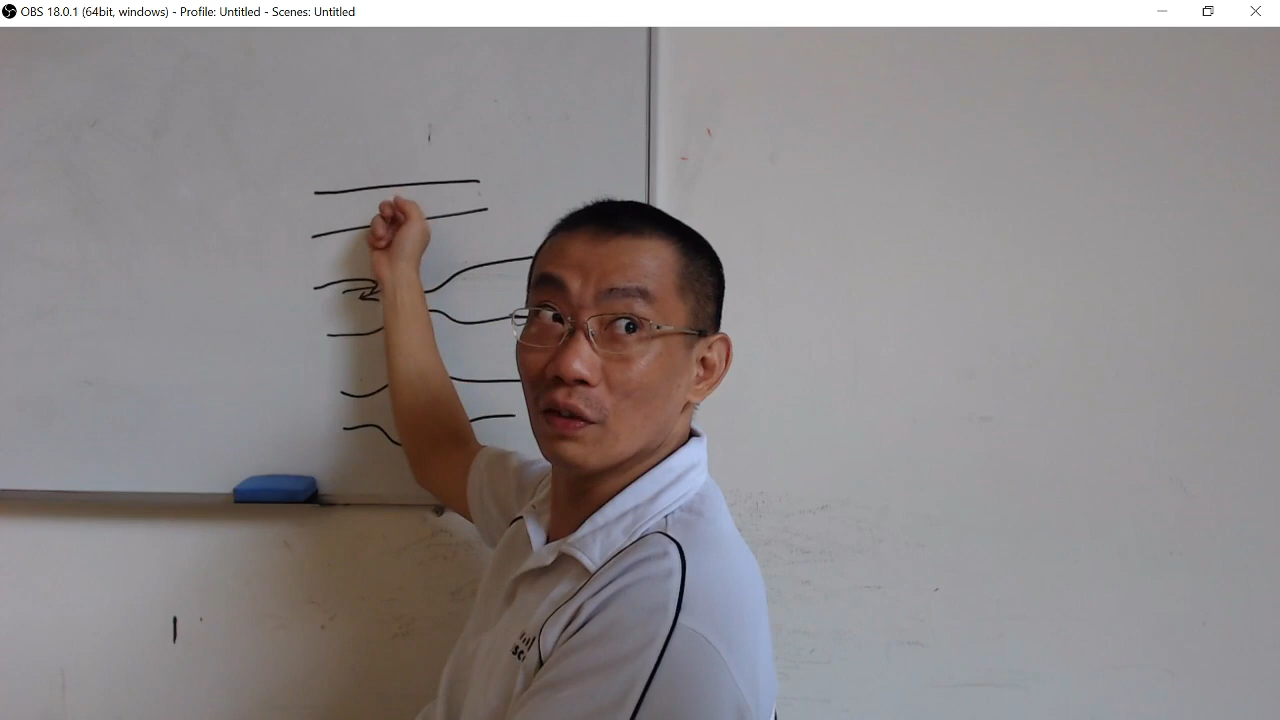 OBS 18.0.1 (64bit, windows) - Profile: Untitled - Scenes: Untitled